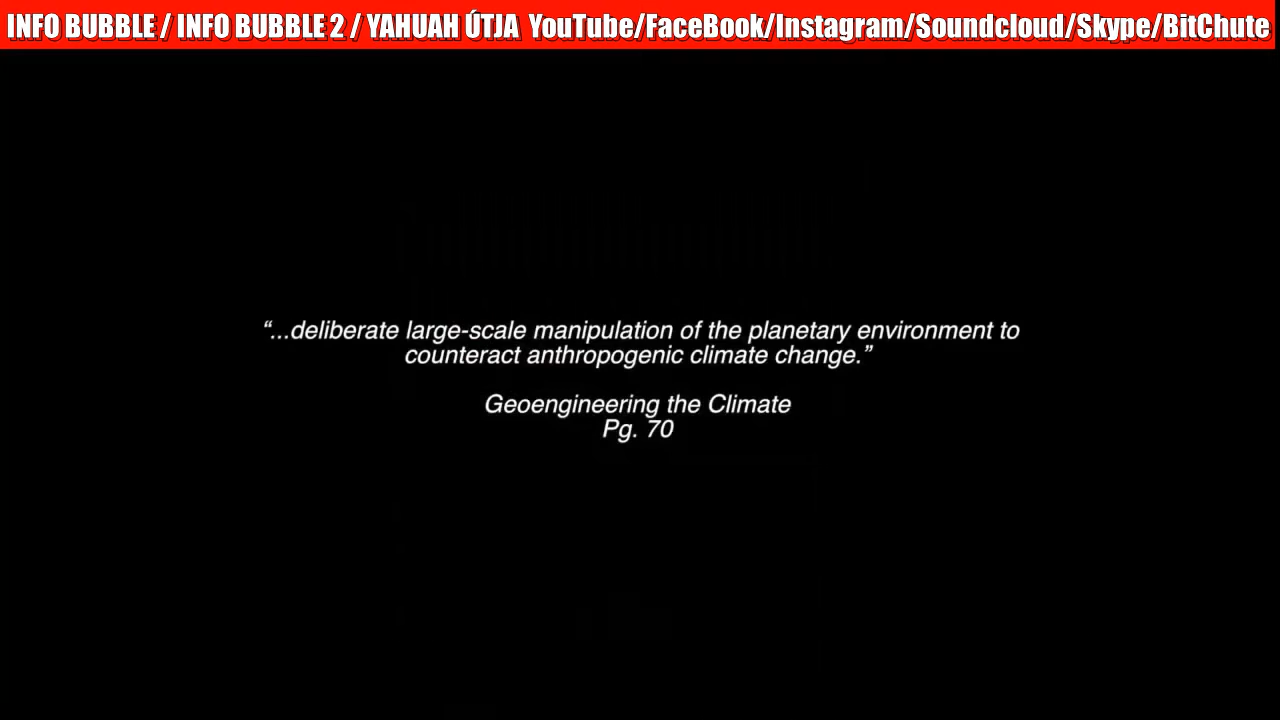 INFO BUBBLE / INFO BUBBLE 2 / YAHUAH ÚTJA YouTube/FaceBook/Instagram/Soundcloud/Skype/BitChute
“...deliberate large-scale manipulation of the planetary environment to
counteract anthropogenic climate change.”
Geoengineering the Climate
Pg. 70